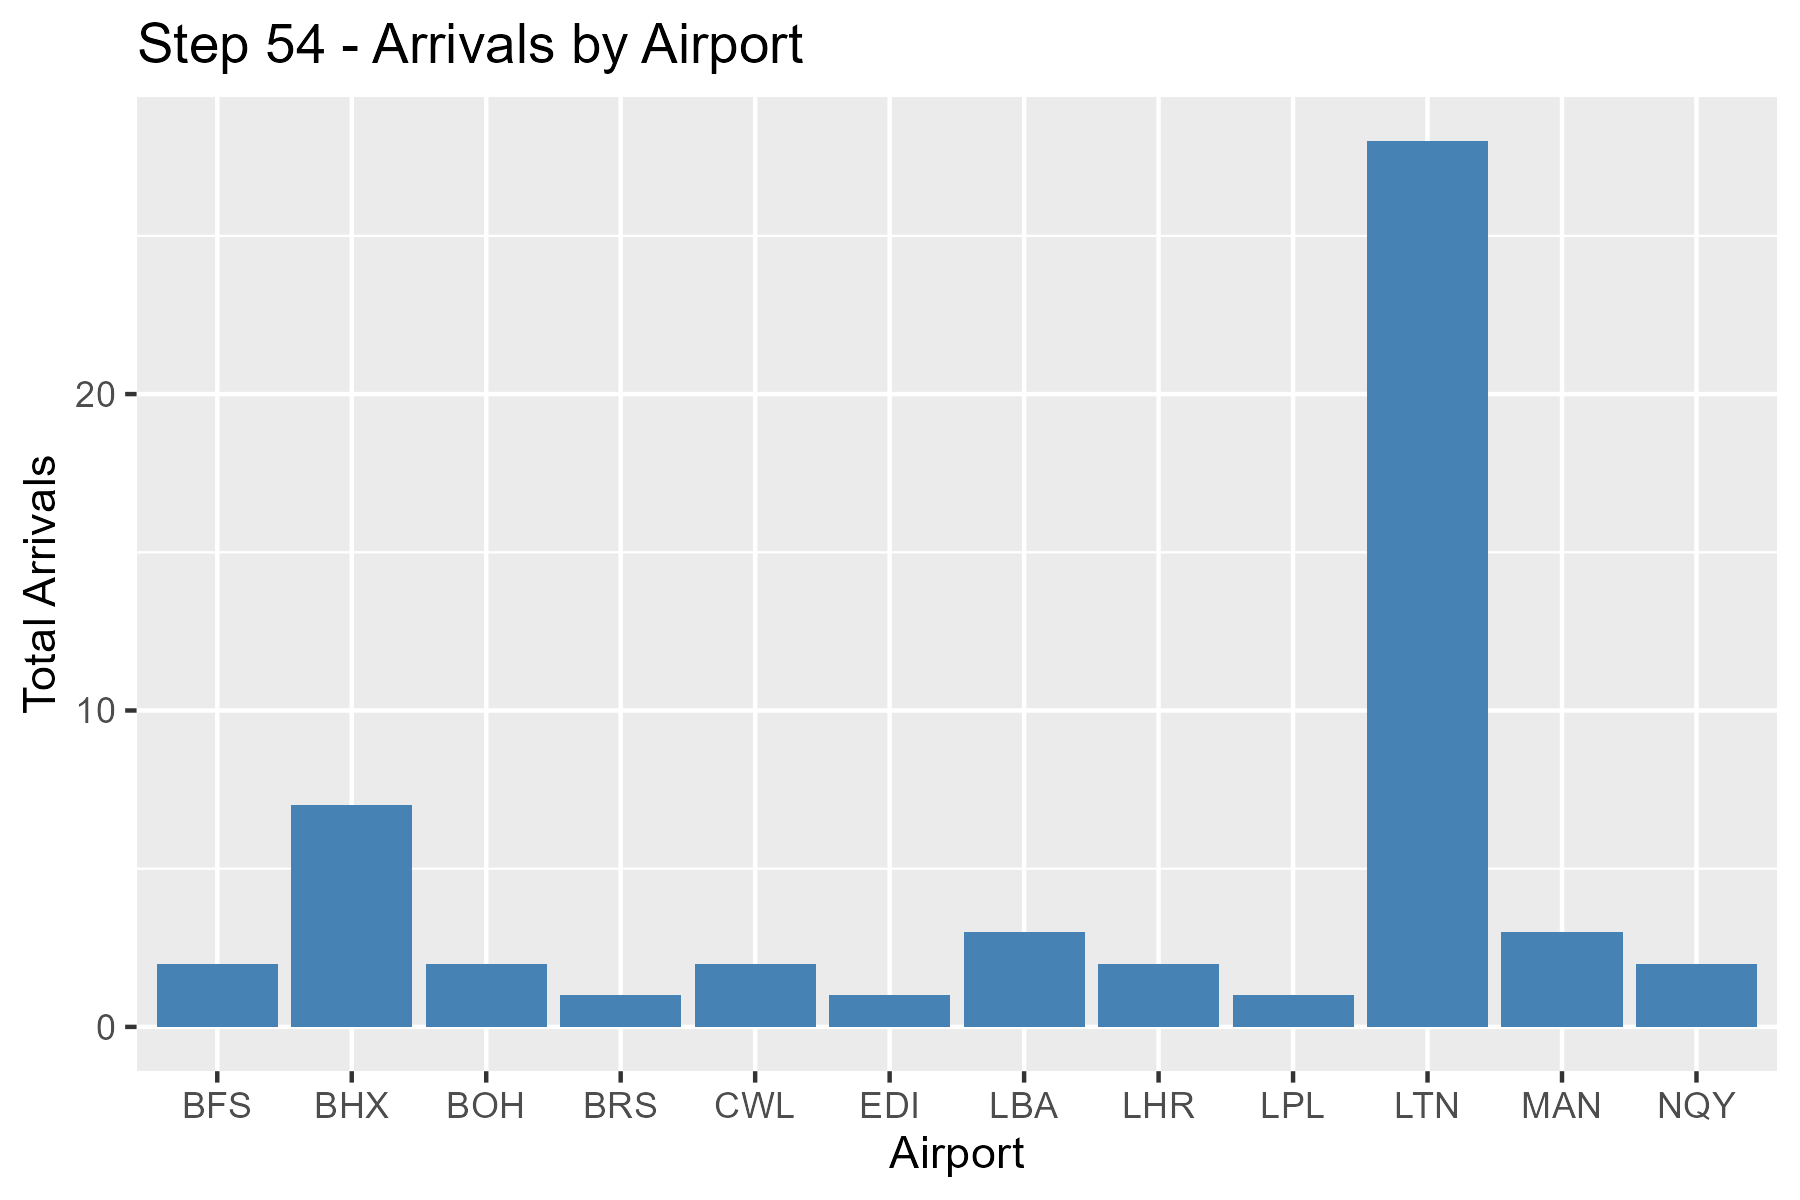 Step 54 - Arrivals by Airport
Total Arrivals
20
10
0
BFS BHX BOH BRS CWL EDI LBA LHR LPL LTN MAN NQY
Airport